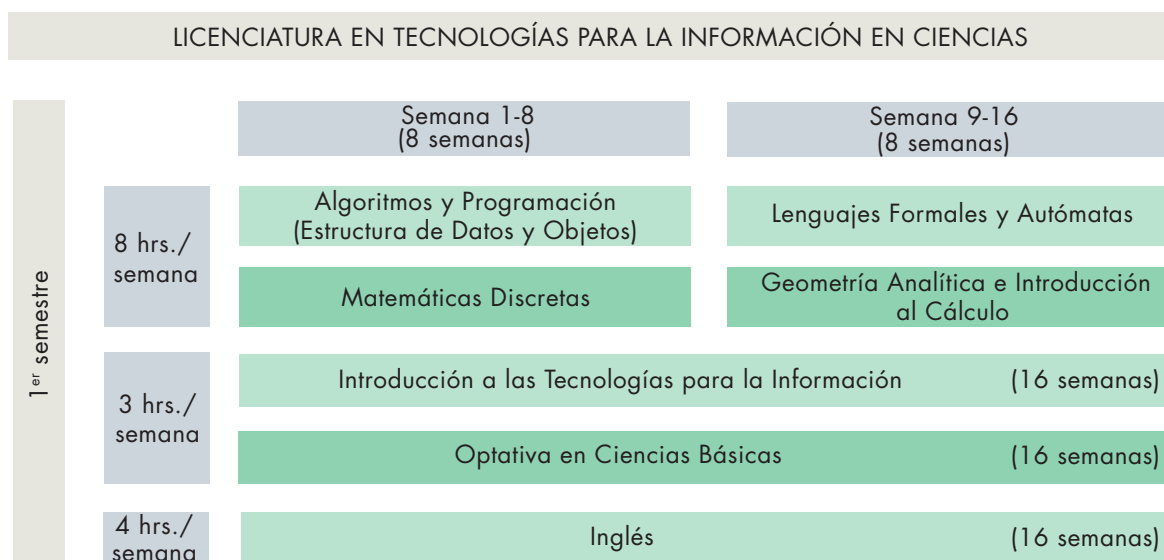 LICENCIATURA EN TECNOLOGÍAS PARA LA INFORMACIÓN EN CIENCIAS
Semana 1-8
(8 semanas)
Semana 9-16
(8 semanas)
1er semestre
8 hrs./
semana
Algoritmos y Programación
(Estructura de Datos y Objetos)
Lenguajes Formales y Autómatas
Matemáticas Discretas
Geometría Analítica e Introducción
al Cálculo
3 hrs./
semana
Introducción a las Tecnologías para la Información (16 semanas)
Optativa en Ciencias Básicas (16 semanas)
4 hrs./
semana
Inglés (16 semanas)